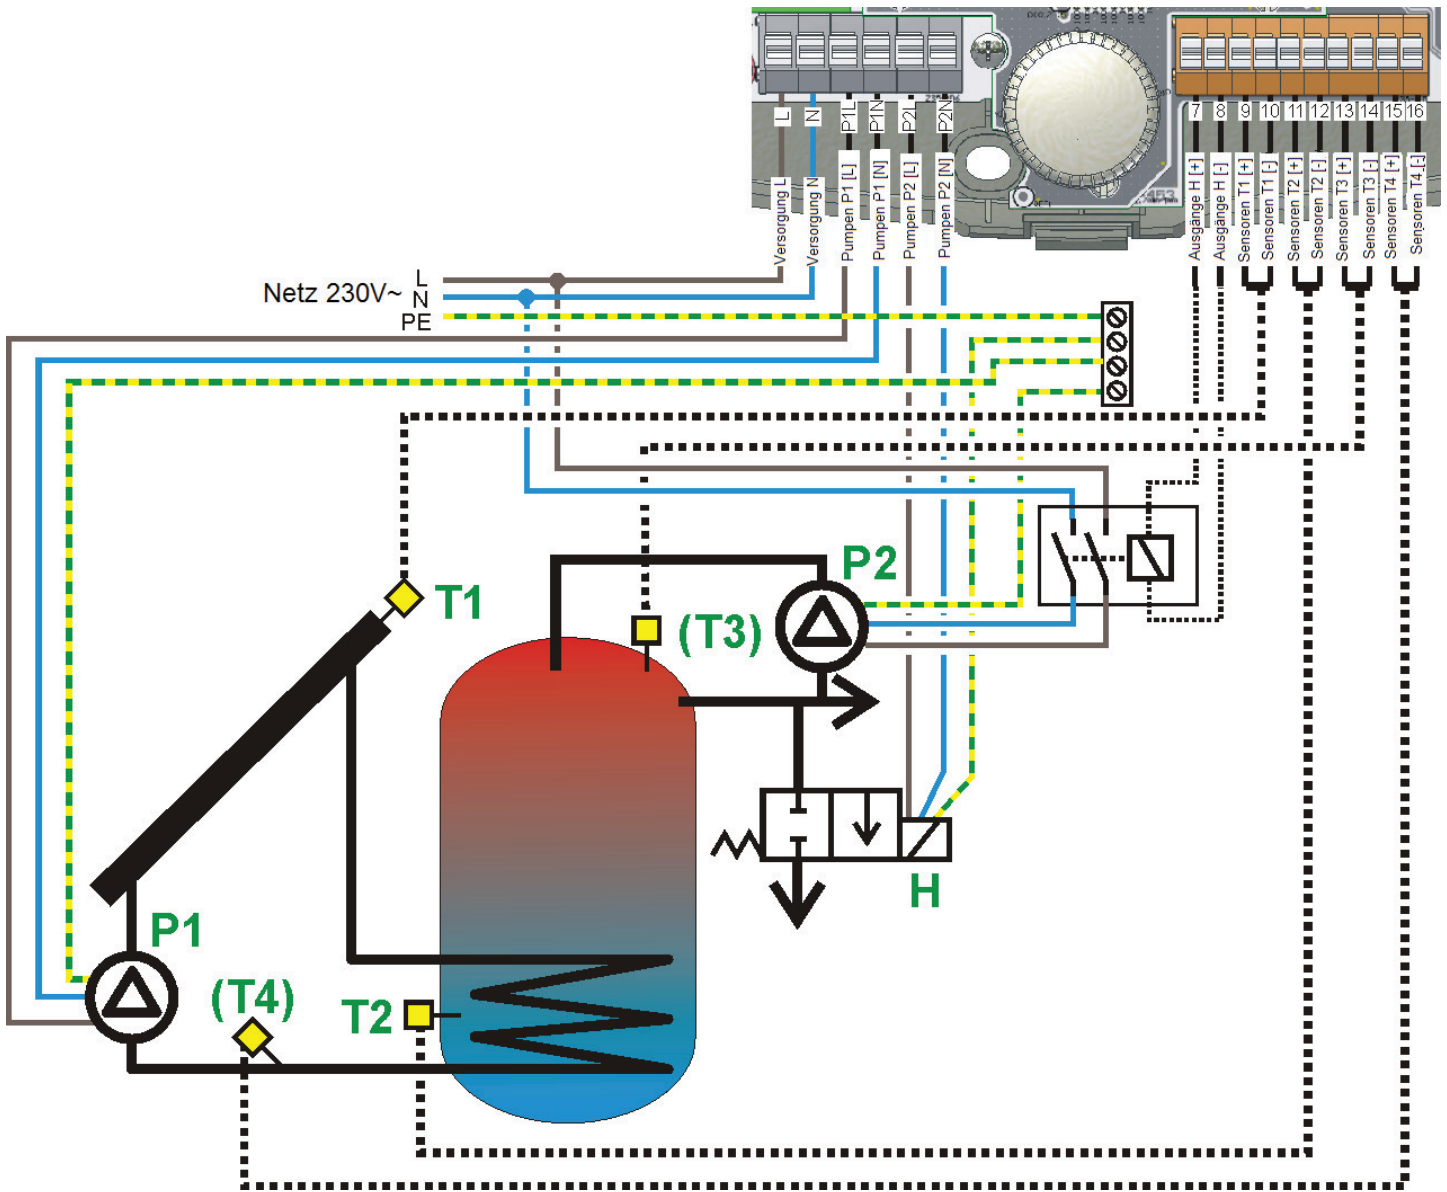 L
N
P1L
P1N
P2L
P2N
7
8
9
10
11
12
13
14
15
16
Versorgung L
Versorgung N
Pumpen P1 [L]
Pumpen P1 [N]
Pumpen P2 [L]
Pumpen P2 [N]
Ausgänge H [+]
Ausgänge H [-]
Sensoren T1 [+]
Sensoren T1 [-]
Sensoren T2 [+]
Sensoren T2 [-]
Sensoren T3 [+]
Sensoren T3 [-]
Sensoren T4 [+]
Sensoren T4 [-]
Netz 230V~
L
N
PE
P2
T1
(T3)
H
P1
(T4)
T2